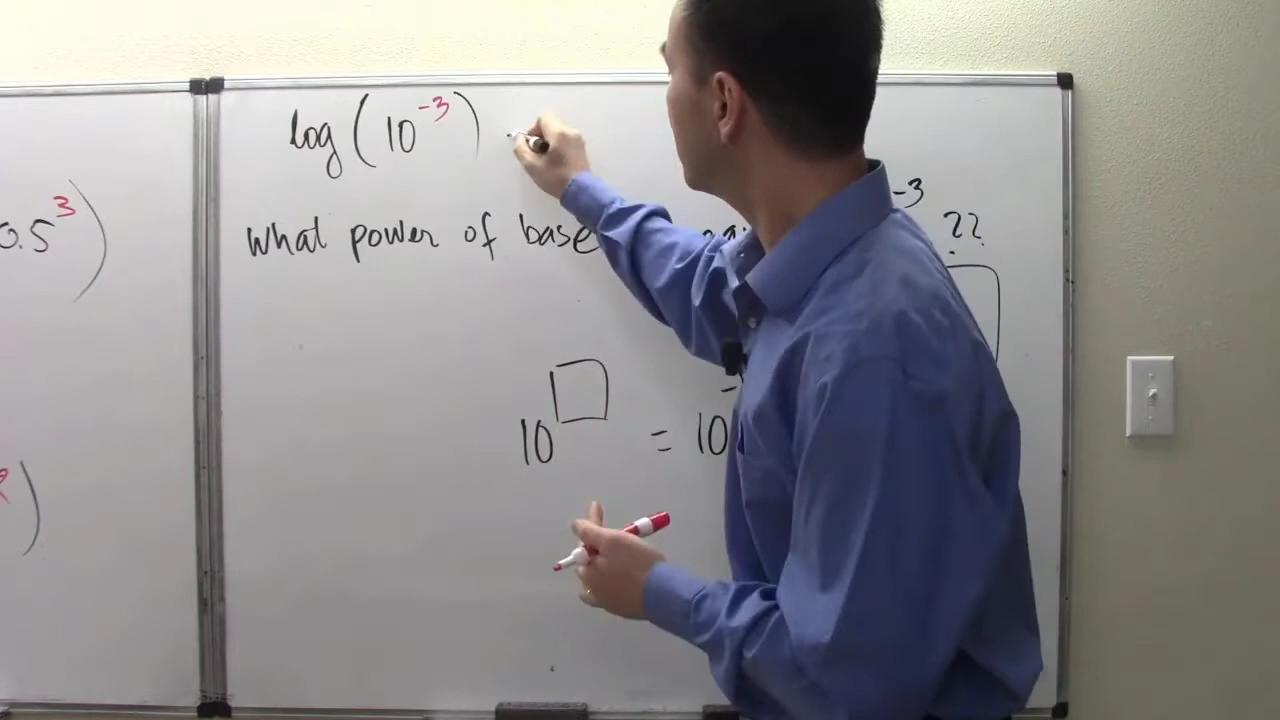 log(10⁻³)
what power of base
-3
??
10□ = 10
0.5³)
)